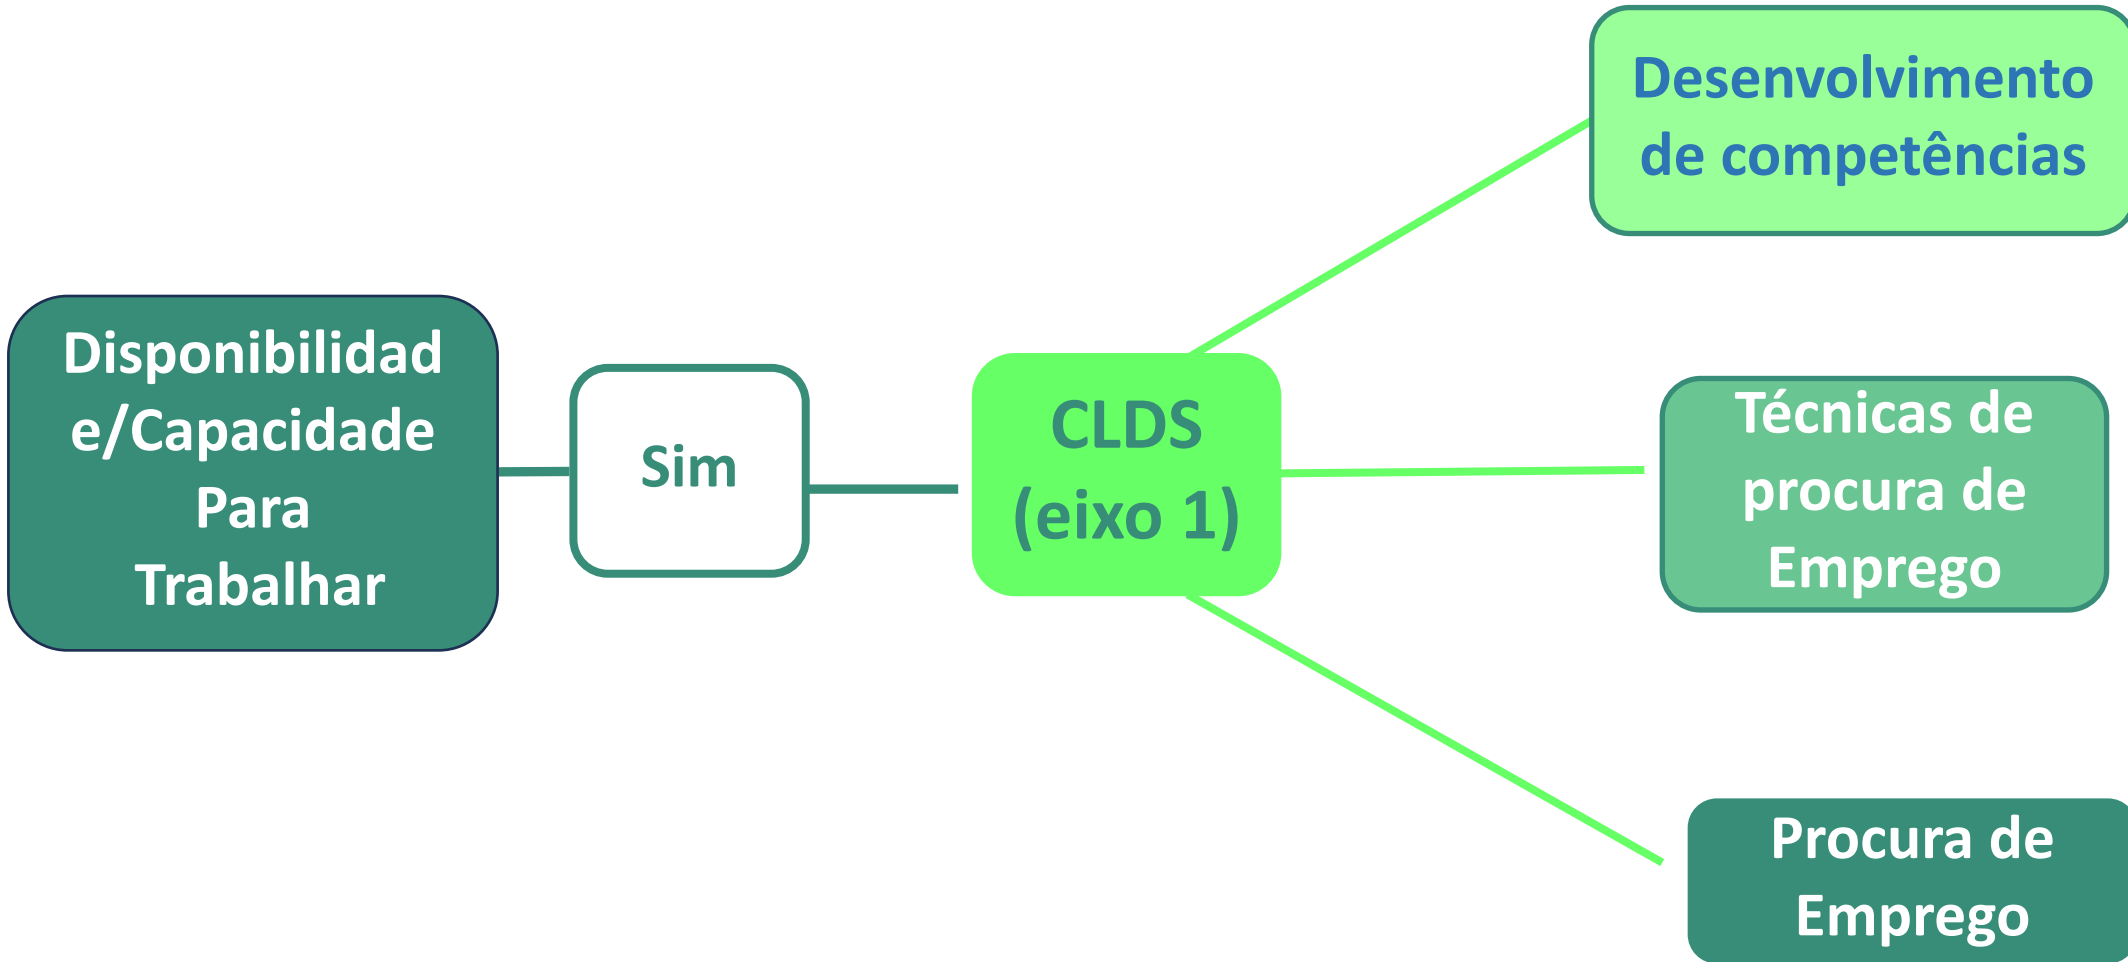 Disponibilidad
e/Capacidade
Para
Trabalhar
Sim
CLDS
(eixo 1)
Desenvolvimento
de competências
Técnicas de
procura de
Emprego
Procura de
Emprego